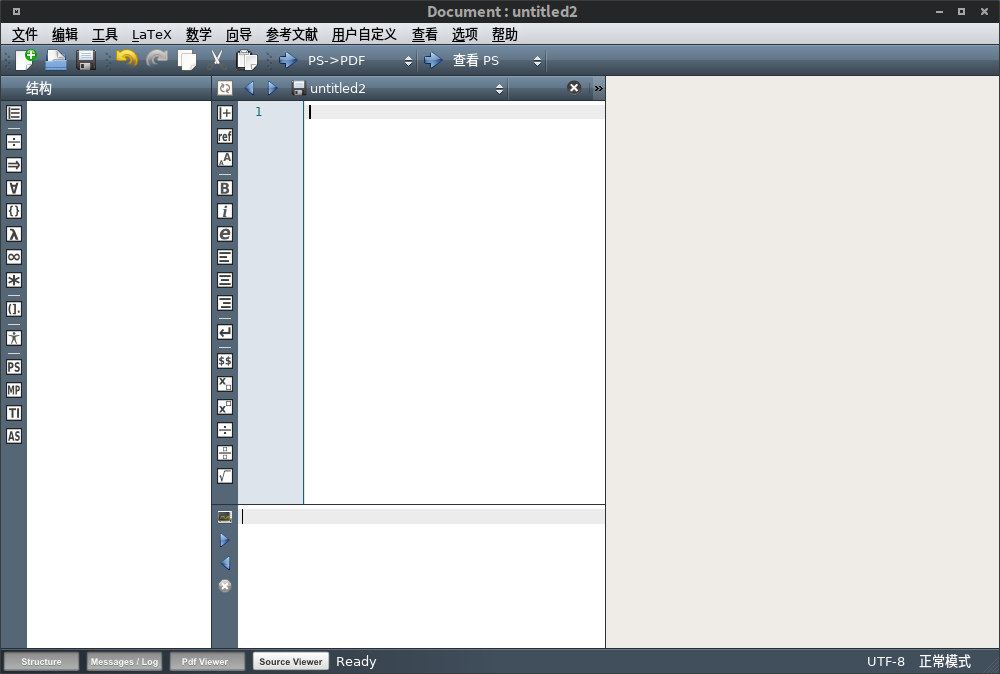 Document : untitled2
文件 编辑 工具 LaTeX 数学 向导 参考文献 用户自定义 查看 选项 帮助
PS->PDF 查看 PS
结构 untitled2 »
1
ref
AA
B
i
e
$$
PS
MP
TI
AS
Structure Messages / Log Pdf Viewer Source Viewer Ready UTF-8 正常模式